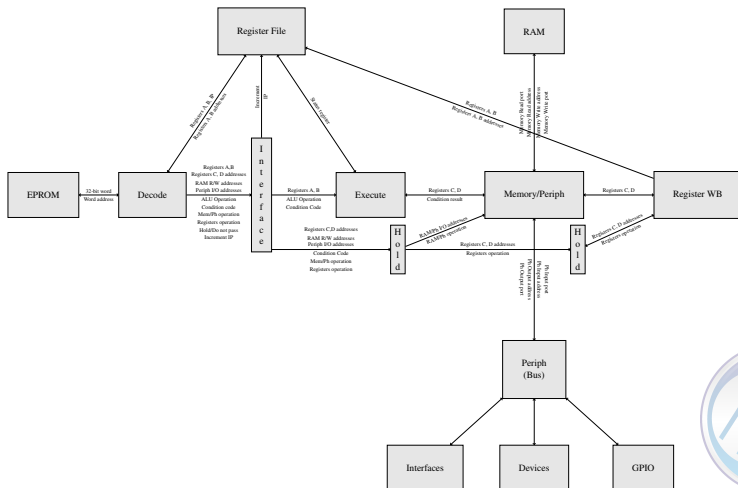 Register File
RAM
Registers A, B, IP
Registers A, B addresses
Increment
IP
Status register
Registers A, B
Registers A, B addresses
Memory Read port
Memory Read address
Memory Write address
Memory Write port
EPROM
32-bit word
Word address
Decode
Registers A,B
Registers C, D addresses
RAM R/W addresses
Periph I/O addresses
ALU Operation
Condition code
Mem/Ph operation
Registers operation
Hold/Do not pass
Increment IP
Interface
Registers A, B
ALU Operation
Condition Code
Execute
Registers C, D
Condition result
Memory/Periph
Registers C, D
Register WB
Registers C,D addresses
RAM R/W addresses
Periph I/O addresses
Condition Code
Mem/Ph operation
Registers operation
Hold
RAM/Ph I/O addresses
RAM/Ph operation
Registers C, D addresses
Registers operation
Hold
Registers C, D addresses
Registers operation
Ph Input port
Ph Input address
Ph Output address
Ph Output port
Periph
(Bus)
Interfaces
Devices
GPIO